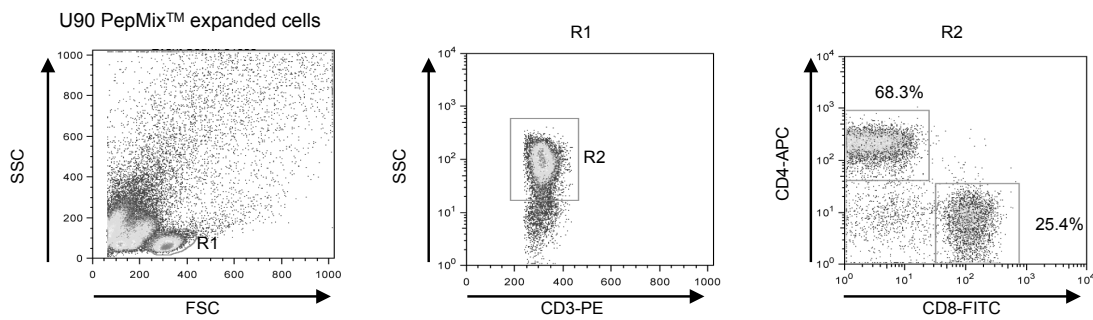 U90 PepMix™ expanded cells
1000
800
600
400
200
0
0 200 400 600 800 1000
SSC
FSC
R1
R1
10⁴
10³
10²
10¹
10⁰
0 200 400 600 800 1000
SSC
CD3-PE
R2
R2
10⁴
10³
10²
10¹
10⁰
10⁰ 10¹ 10² 10³ 10⁴
CD4-APC
CD8-FITC
68.3%
25.4%